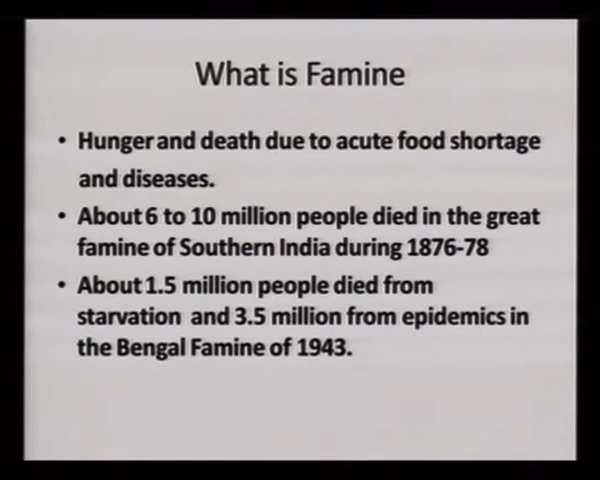 What is Famine
• Hunger and death due to acute food shortage
and diseases.
• About 6 to 10 million people died in the great
famine of Southern India during 1876-78
• About 1.5 million people died from
starvation and 3.5 million from epidemics in
the Bengal Famine of 1943.